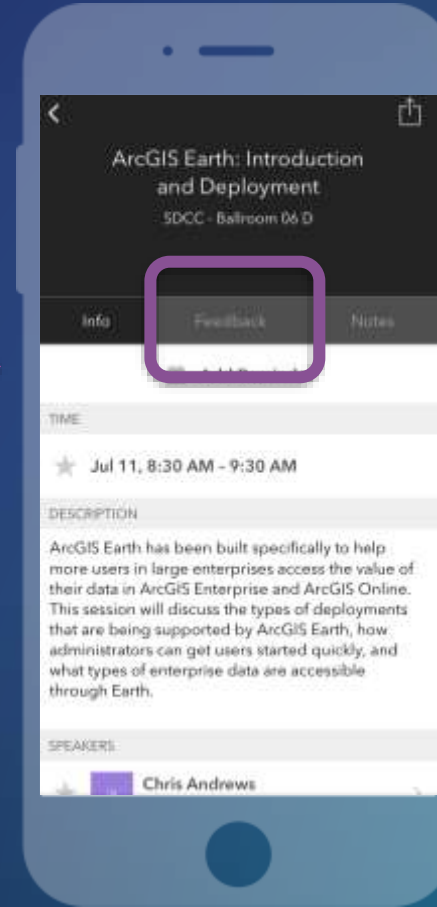 ArcGIS Earth: Introduction
and Deployment
SDCC - Ballroom 06 D
Info
Feedback
Notes
TIME
Jul 11, 8:30 AM - 9:30 AM
DESCRIPTION
ArcGIS Earth has been built specifically to help
more users in large enterprises access the value of
their data in ArcGIS Enterprise and ArcGIS Online.
This session will discuss the types of deployments
that are being supported by ArcGIS Earth, how
administrators can get users started quickly, and
what types of enterprise data are accessible
through Earth.
SPEAKERS
Chris Andrews